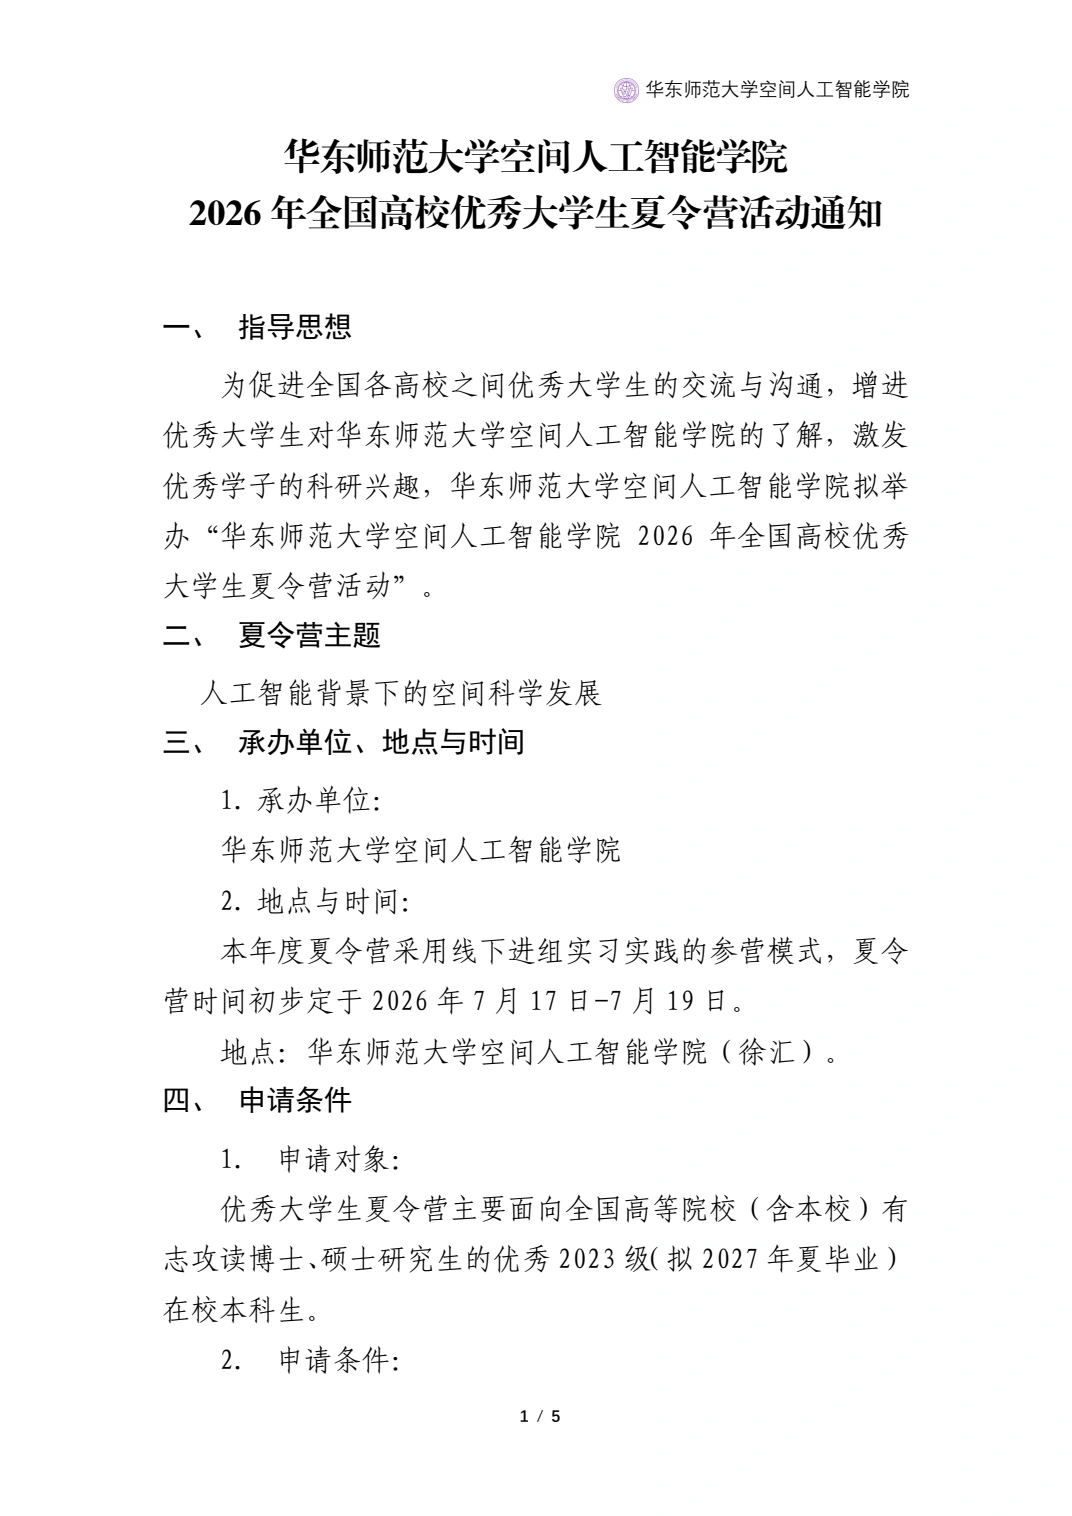 华东师范大学空间人工智能学院
华东师范大学空间人工智能学院
2026 年全国高校优秀大学生夏令营活动通知
一、 指导思想
为促进全国各高校之间优秀大学生的交流与沟通，增进
优秀大学生对华东师范大学空间人工智能学院的了解，激发
优秀学子的科研兴趣，华东师范大学空间人工智能学院拟举
办“华东师范大学空间人工智能学院 2026 年全国高校优秀
大学生夏令营活动”。
二、 夏令营主题
人工智能背景下的空间科学发展
三、 承办单位、地点与时间
1. 承办单位：
华东师范大学空间人工智能学院
2. 地点与时间：
本年度夏令营采用线下进组实习实践的参营模式，夏令
营时间初步定于 2026 年 7 月 17 日-7 月 19 日。
地点：华东师范大学空间人工智能学院（徐汇）。
四、 申请条件
1. 申请对象：
优秀大学生夏令营主要面向全国高等院校（含本校）有
志攻读博士、硕士研究生的优秀 2023 级（拟 2027 年夏毕业）
在校本科生。
2. 申请条件：
1 / 5